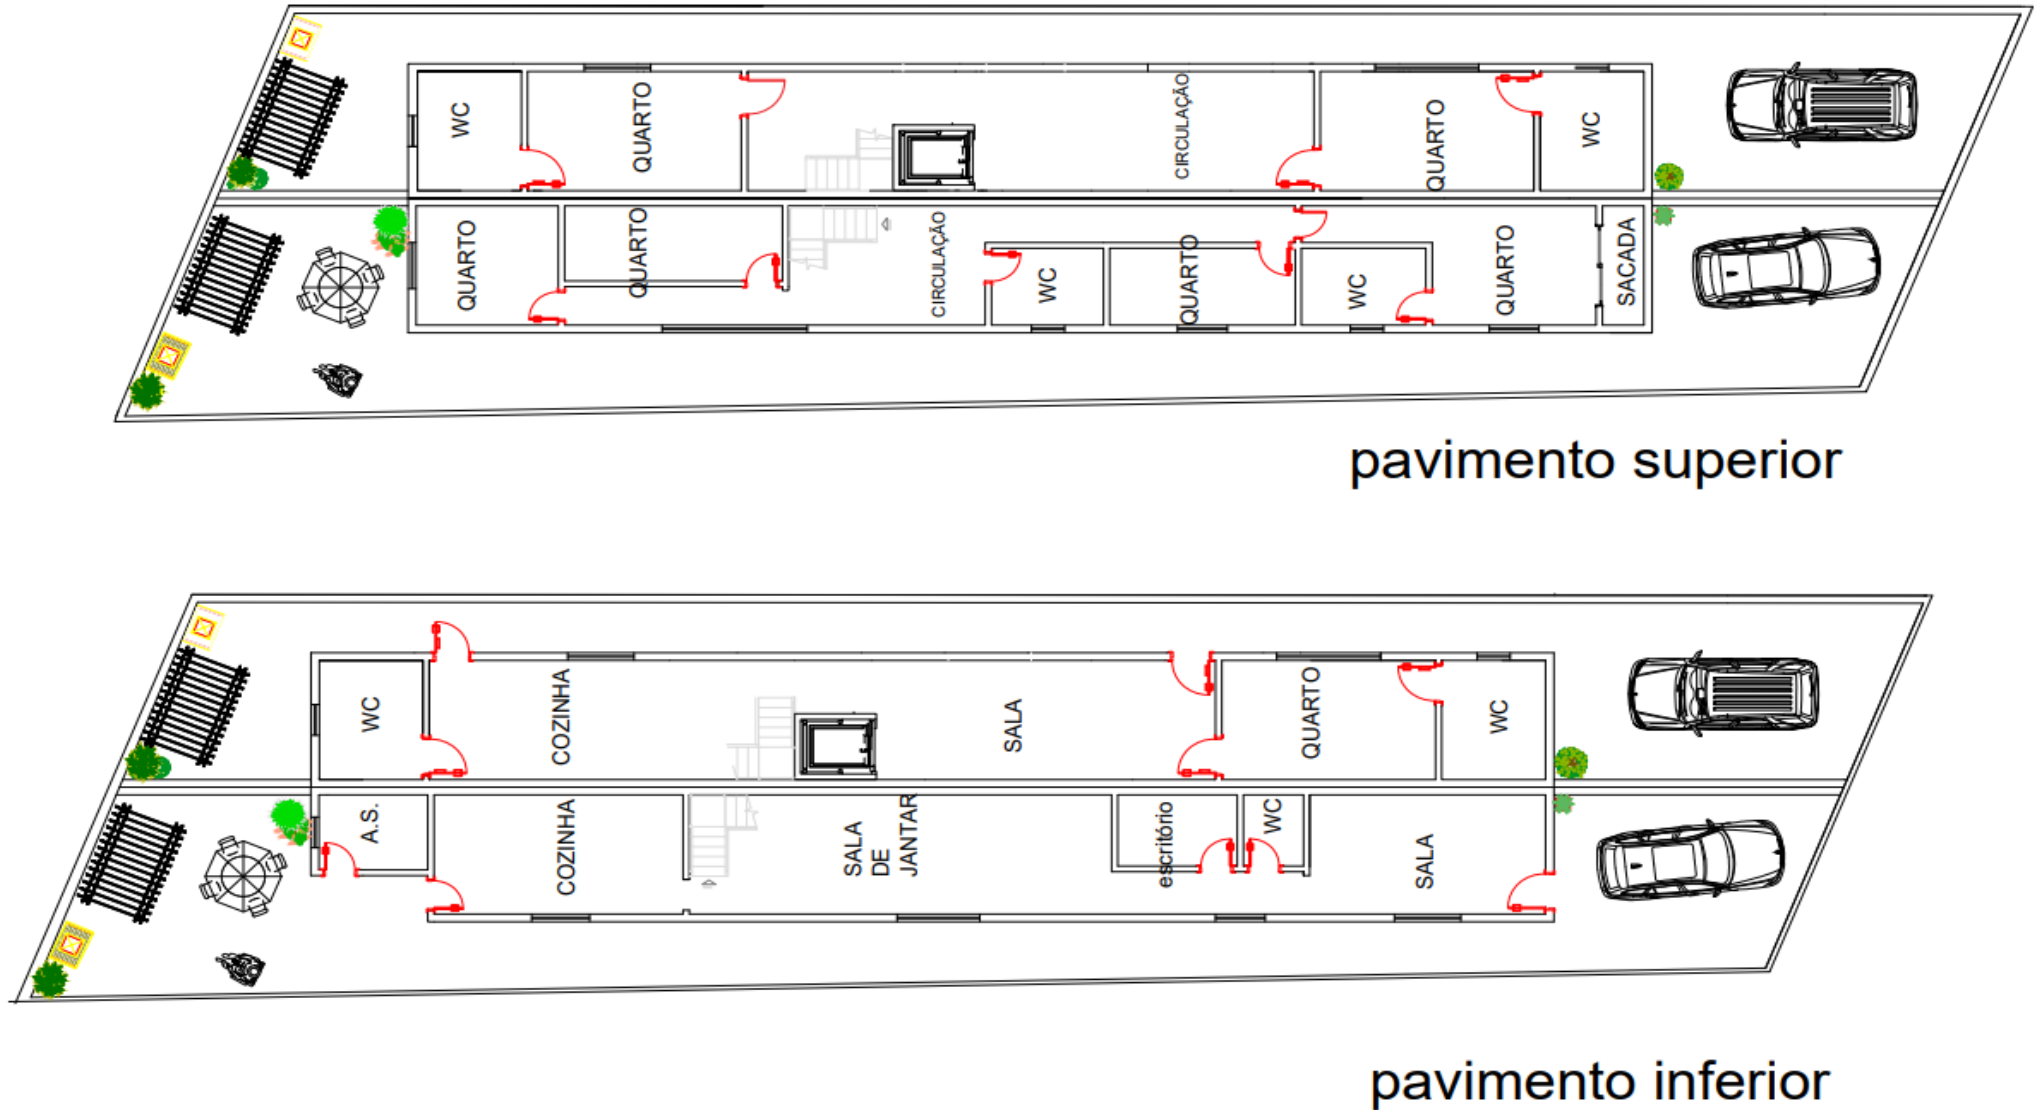 WC
QUARTO
CIRCULAÇÃO
QUARTO
WC
QUARTO
QUARTO
CIRCULAÇÃO
WC
QUARTO
WC
QUARTO
SACADA
pavimento superior
WC
COZINHA
SALA
QUARTO
WC
A.S.
COZINHA
SALA
DE
JANTAR
escritório
WC
SALA
pavimento inferior